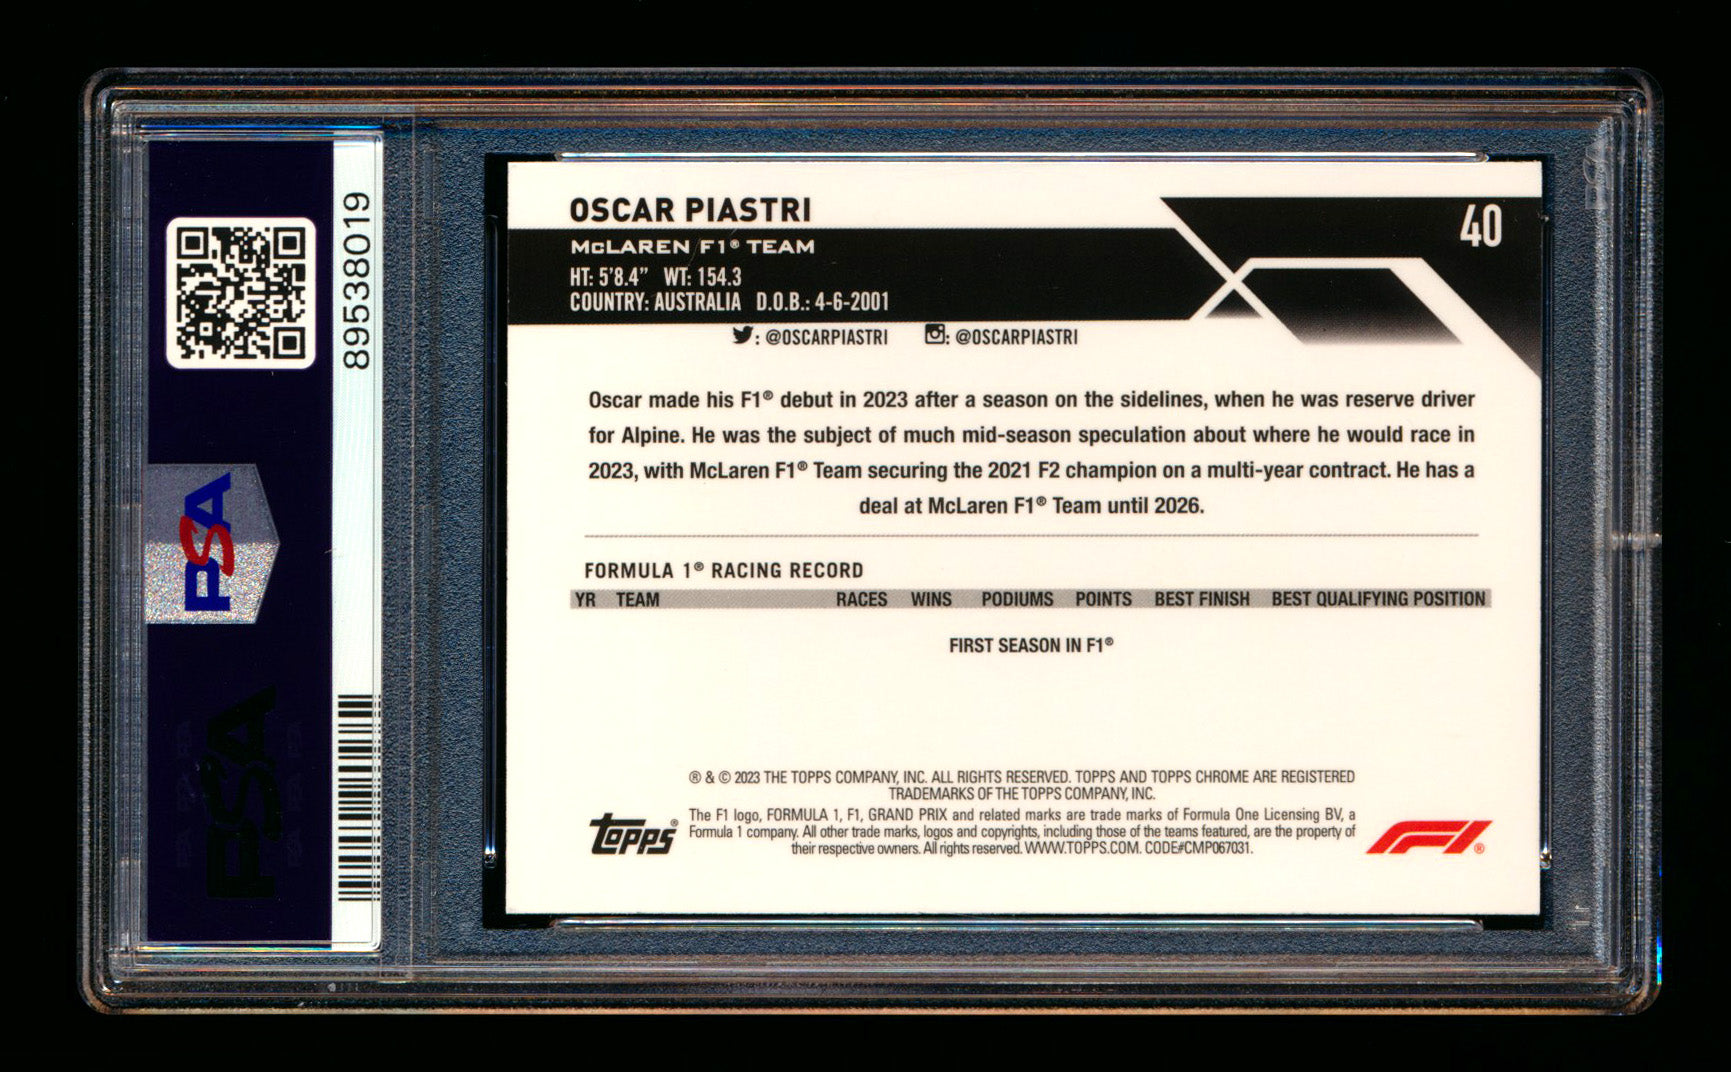 89538019
PSA
PSA
OSCAR PIASTRI
40
McLAREN F1® TEAM
HT: 5'8.4" WT: 154.3
COUNTRY: AUSTRALIA D.O.B.: 4-6-2001
: @OSCARPIASTRI : @OSCARPIASTRI
Oscar made his F1® debut in 2023 after a season on the sidelines, when he was reserve driver
for Alpine. He was the subject of much mid-season speculation about where he would race in
2023, with McLaren F1® Team securing the 2021 F2 champion on a multi-year contract. He has a
deal at McLaren F1® Team until 2026.
FORMULA 1® RACING RECORD
YR TEAM RACES WINS PODIUMS POINTS BEST FINISH BEST QUALIFYING POSITION
FIRST SEASON IN F1®
® & © 2023 THE TOPPS COMPANY, INC. ALL RIGHTS RESERVED. TOPPS AND TOPPS CHROME ARE REGISTERED
TRADEMARKS OF THE TOPPS COMPANY, INC.
The F1 logo, FORMULA 1, F1, GRAND PRIX and related marks are trade marks of Formula One Licensing BV, a
Formula 1 company. All other trade marks, logos and copyrights, including those of the teams featured, are the property of
their respective owners. All rights reserved. WWW.TOPPS.COM. CODE#CMP067031.
Topps®
F1®